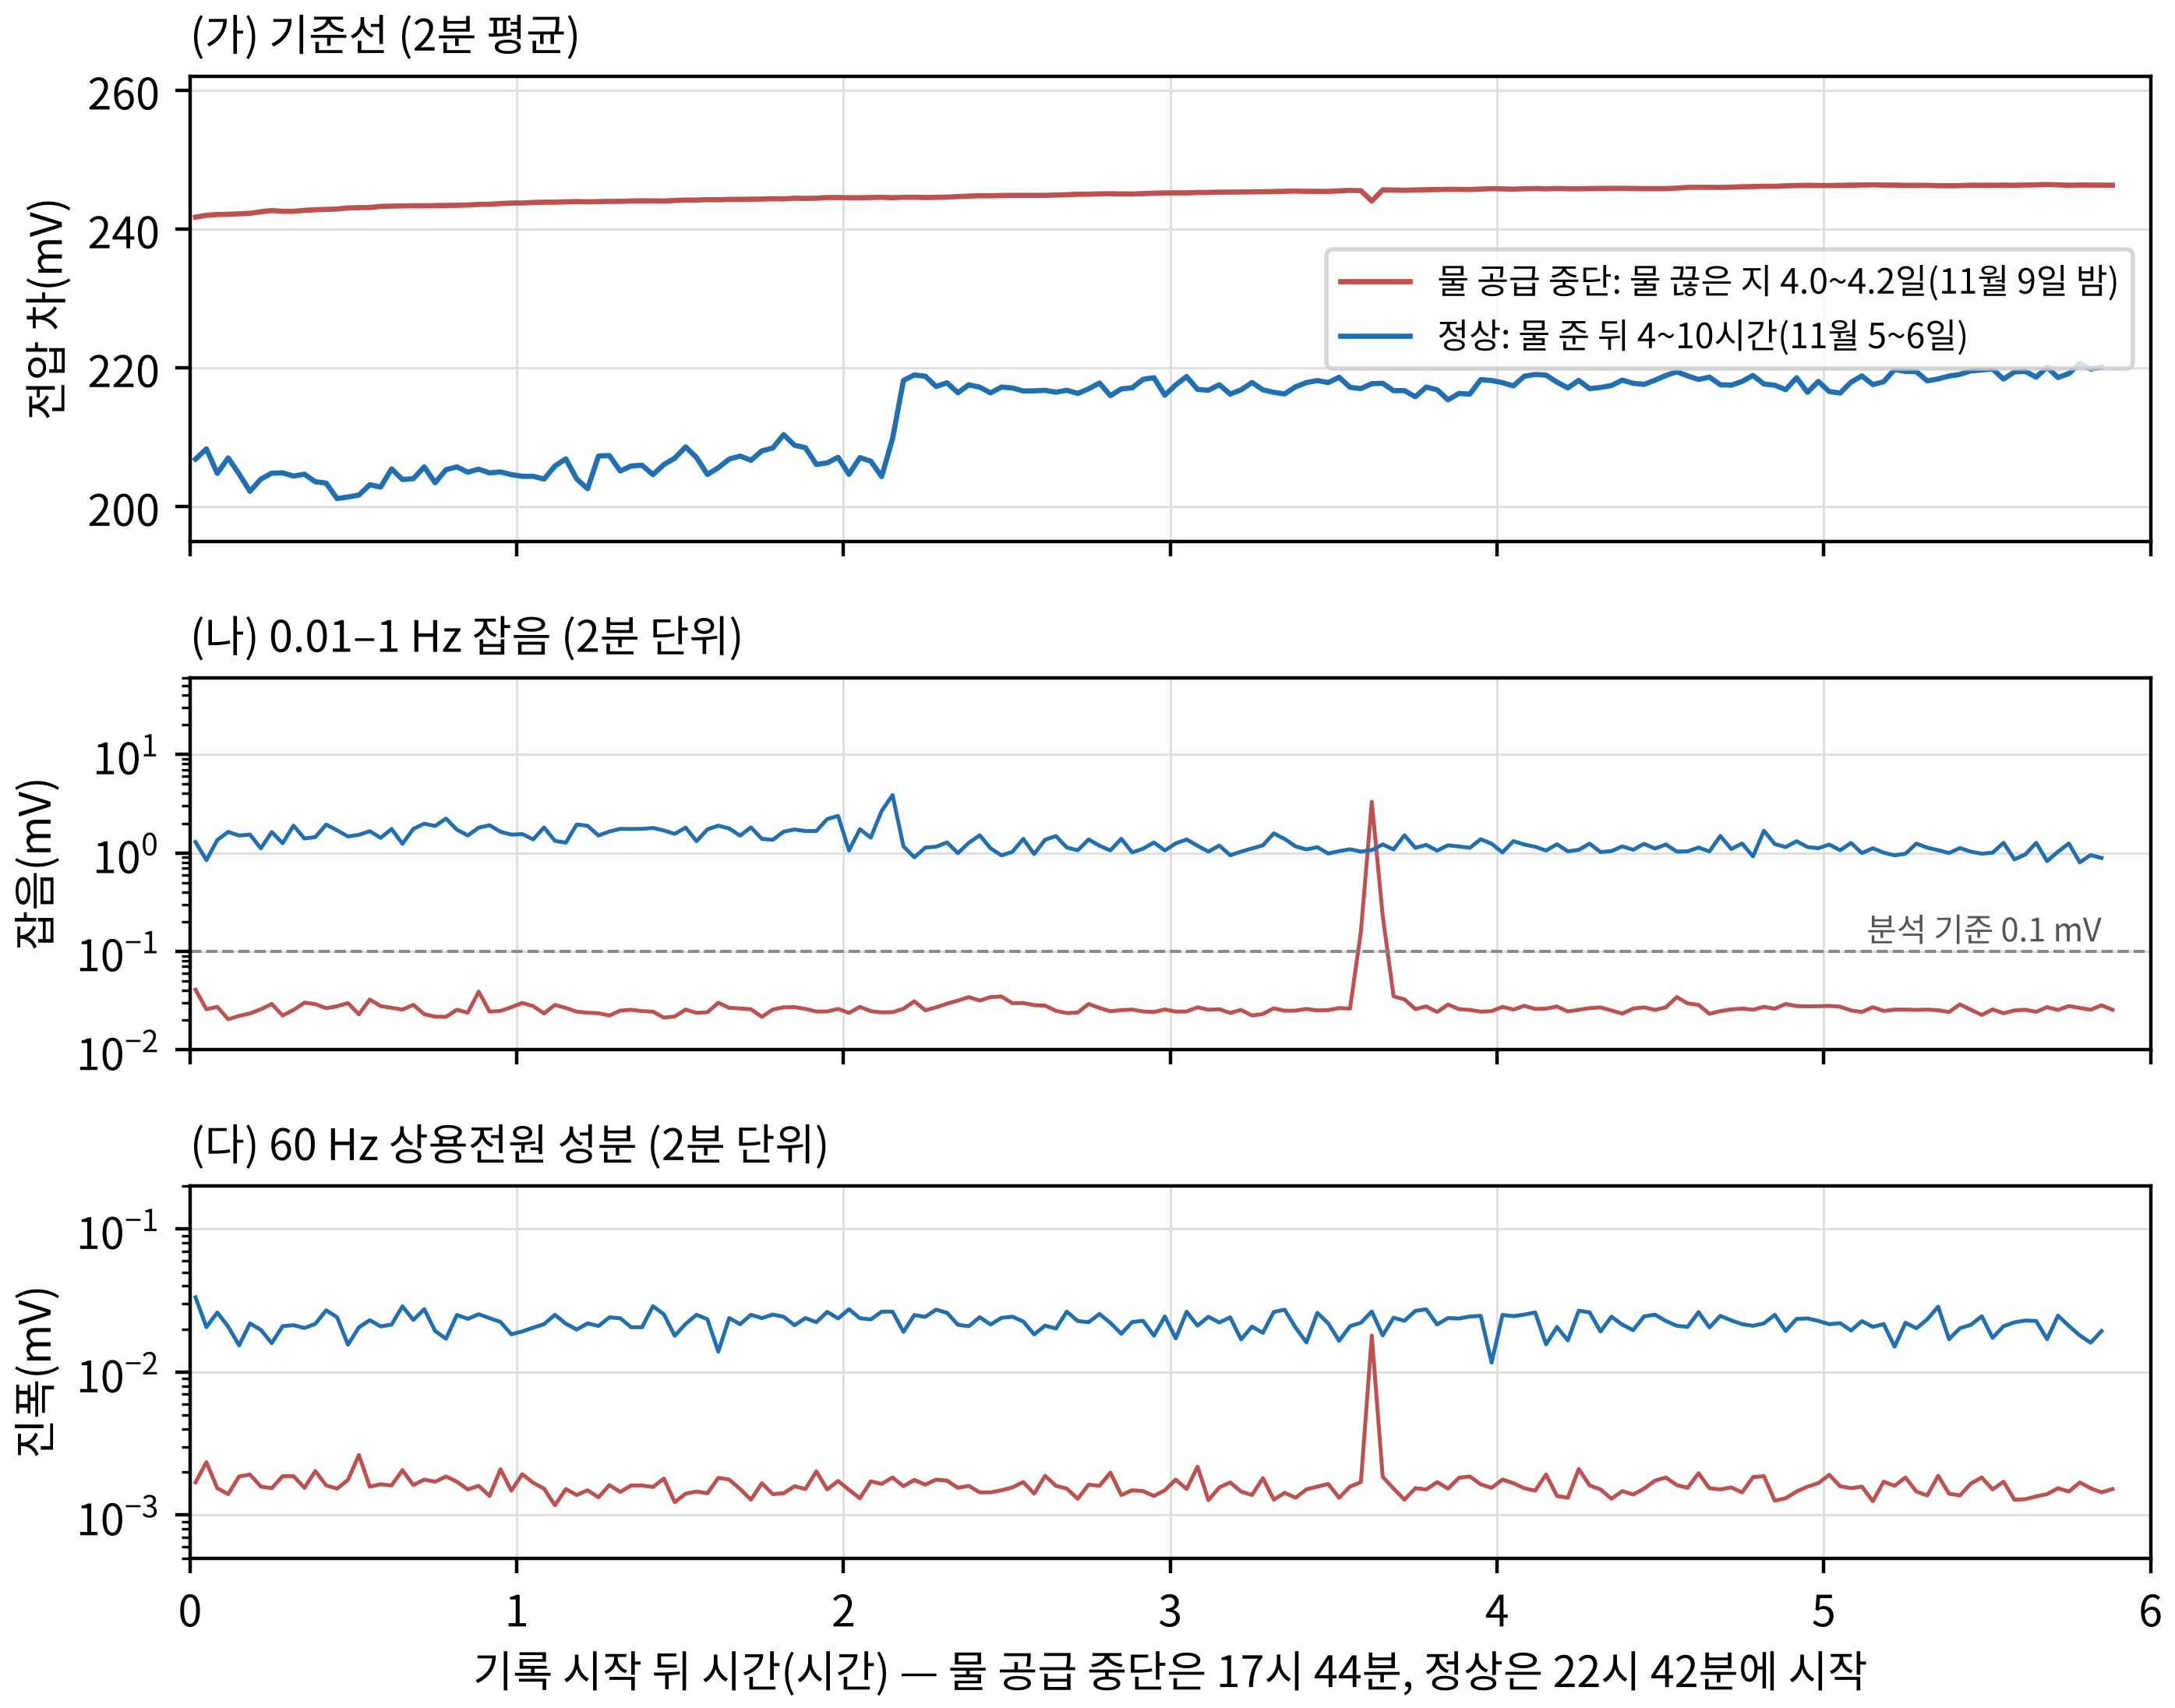 (가) 기준선 (2분 평균)
260
240
220
200
전압 차(mV)
물 공급 중단: 물 끊은 지 4.0~4.2일(11월 9일 밤)
정상: 물 준 뒤 4~10시간(11월 5~6일)
(나) 0.01–1 Hz 잡음 (2분 단위)
10¹
10⁰
10⁻¹
10⁻²
잡음(mV)
분석 기준 0.1 mV
(다) 60 Hz 상용전원 성분 (2분 단위)
10⁻¹
10⁻²
10⁻³
진폭(mV)
0 1 2 3 4 5 6
기록 시작 뒤 시간(시간) — 물 공급 중단은 17시 44분, 정상은 22시 42분에 시작